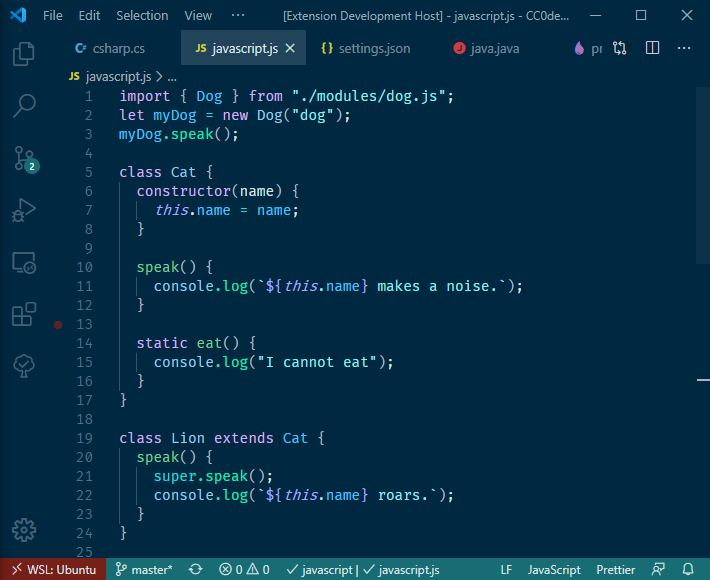 File Edit Selection View ··· [Extension Development Host] - javascript.js - CC0de...
C# csharp.cs JS javascript.js {} settings.json java.java pr ···
JS javascript.js > ...
1 import { Dog } from "./modules/dog.js";
2 let myDog = new Dog("dog");
3 myDog.speak();
4
5 class Cat {
6 constructor(name) {
7 this.name = name;
8 }
9
10 speak() {
11 console.log(`${this.name} makes a noise.`);
12 }
13
14 static eat() {
15 console.log("I cannot eat");
16 }
17 }
18
19 class Lion extends Cat {
20 speak() {
21 super.speak();
22 console.log(`${this.name} roars.`);
23 }
24 }
25
2
WSL: Ubuntu master* 0 0 javascript | javascript.js LF JavaScript Prettier